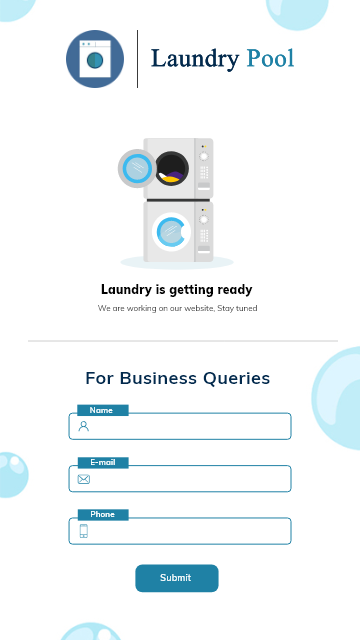 Laundry Pool
Laundry is getting ready
We are working on our website, Stay tuned
For Business Queries
Name
E-mail
Phone
Submit